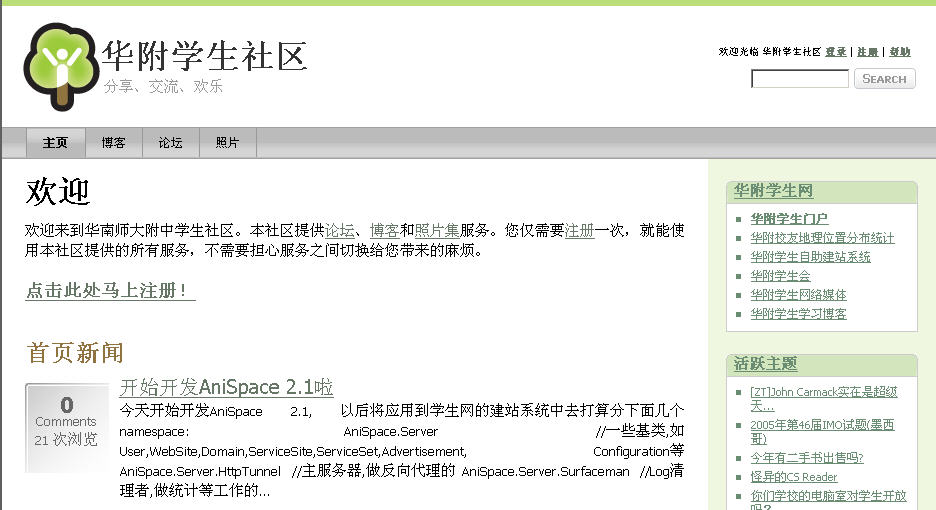 华附学生社区
分享、交流、欢乐
欢迎光临 华附学生社区 登录 | 注册 | 帮助
SEARCH
主页 博客 论坛 照片
欢迎
欢迎来到华南师大附中学生社区。本社区提供论坛、博客和照片集服务。您仅需要注册一次，就能使
用本社区提供的所有服务，不需要担心服务之间切换给您带来的麻烦。
点击此处马上注册！
首页新闻
0
Comments
21 次浏览
开始开发AniSpace 2.1啦
今天开始开发AniSpace 2.1, 以后将应用到学生网的建站系统中去打算分下面几个
namespace: AniSpace.Server //一些基类,如
User,WebSite,Domain,ServiceSite,ServiceSet,Advertisement, Configuration等
AniSpace.Server.HttpTunnel //主服务器,做反向代理的 AniSpace.Server.Surfaceman //Log清
理者,做统计等工作的...
华附学生网
华附学生门户
华附校友地理位置分布统计
华附学生自助建站系统
华附学生会
华附学生网络媒体
华附学生学习博客
活跃主题
[ZT]John Carmack实在是超级
天...
2005年第46届IMO试题(墨西
哥)
今年有二手书出售吗?
怪异的CS Reader
你们学校的电脑室对学生开放
吗?